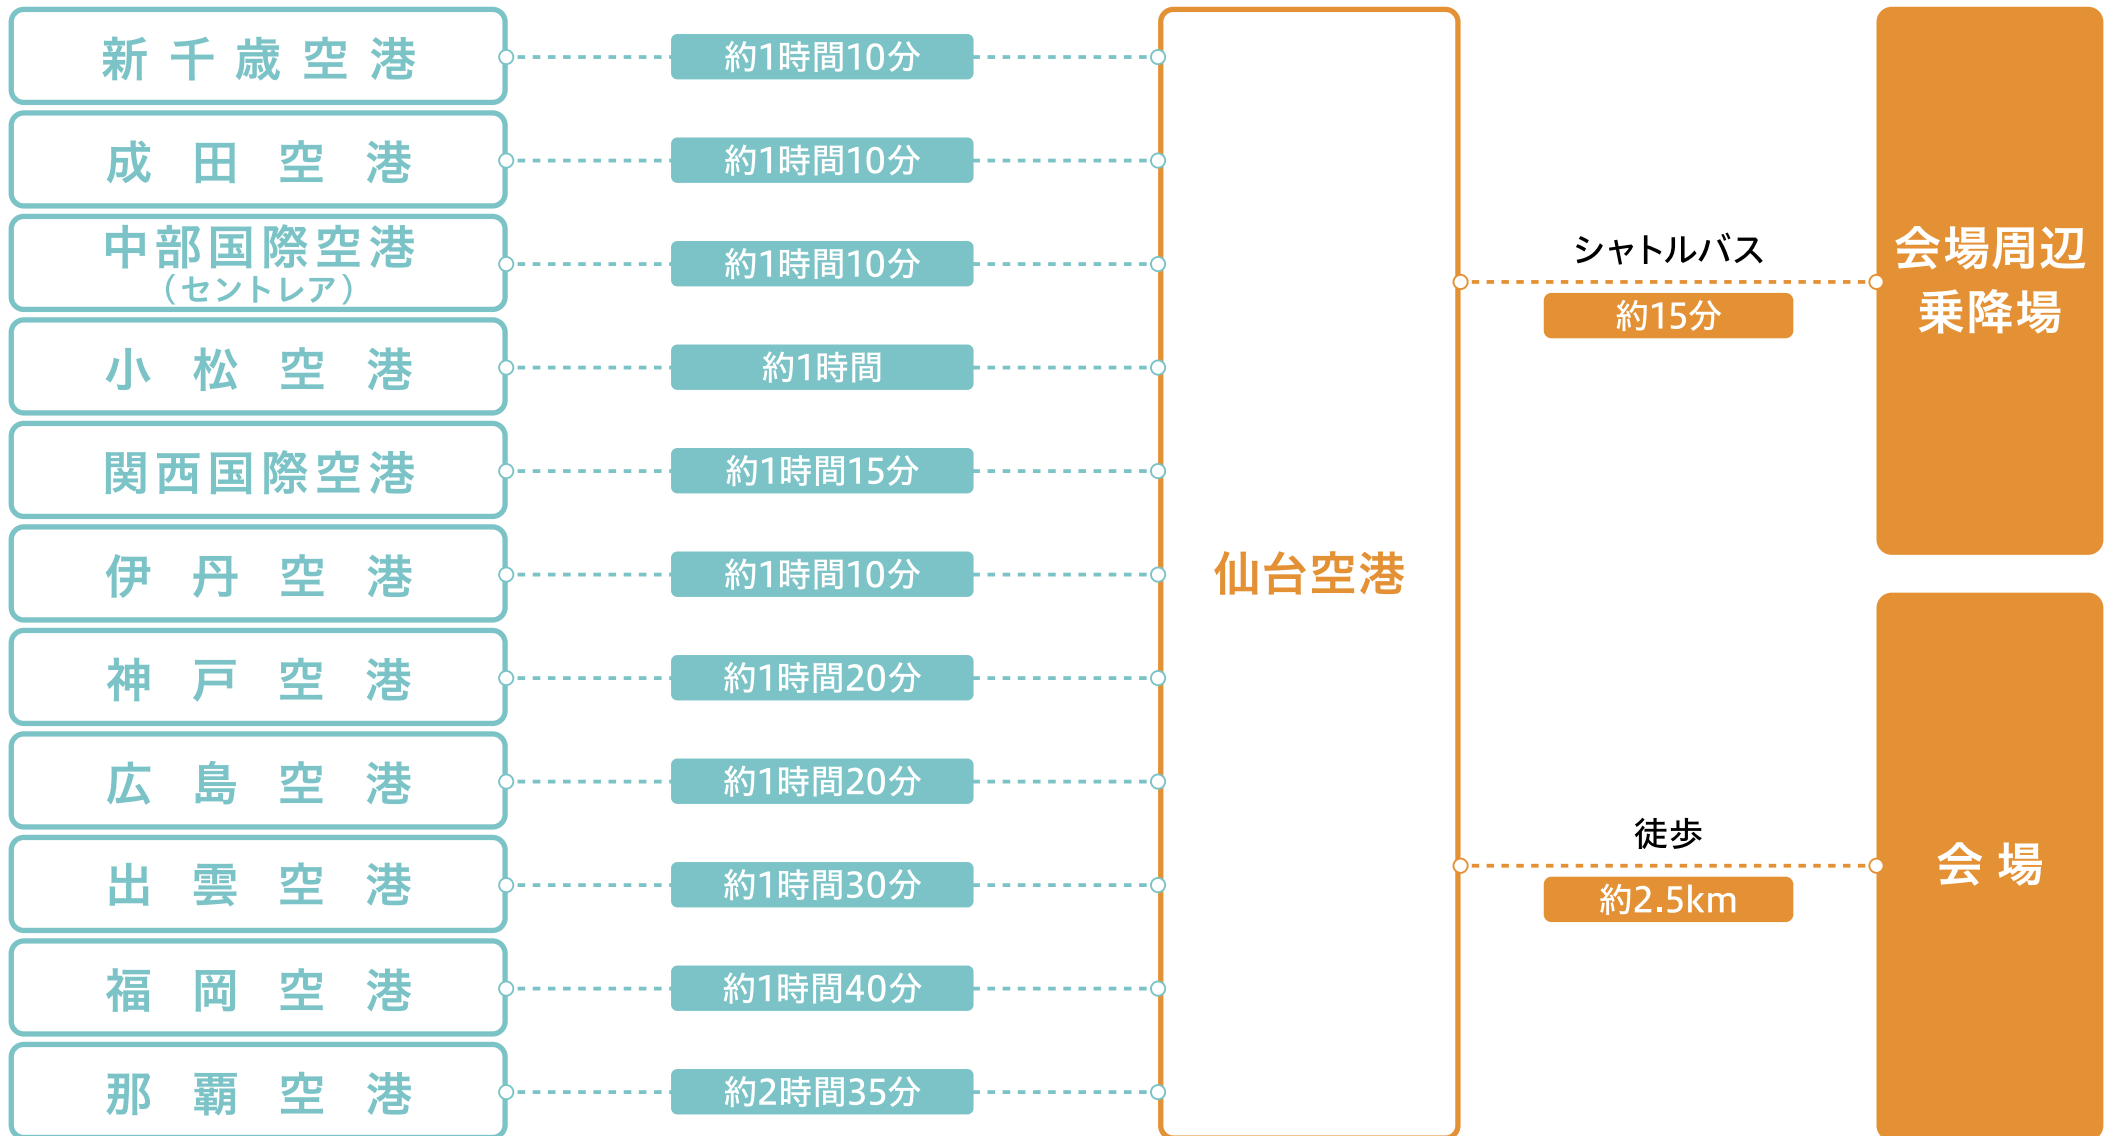 新千歳空港
約1時間10分
成田空港
約1時間10分
中部国際空港
（セントレア）
約1時間10分
小松空港
約1時間
関西国際空港
約1時間15分
伊丹空港
約1時間10分
神戸空港
約1時間20分
広島空港
約1時間20分
出雲空港
約1時間30分
福岡空港
約1時間40分
那覇空港
約2時間35分
仙台空港
シャトルバス
約15分
会場周辺
乗降場
徒歩
約2.5km
会場